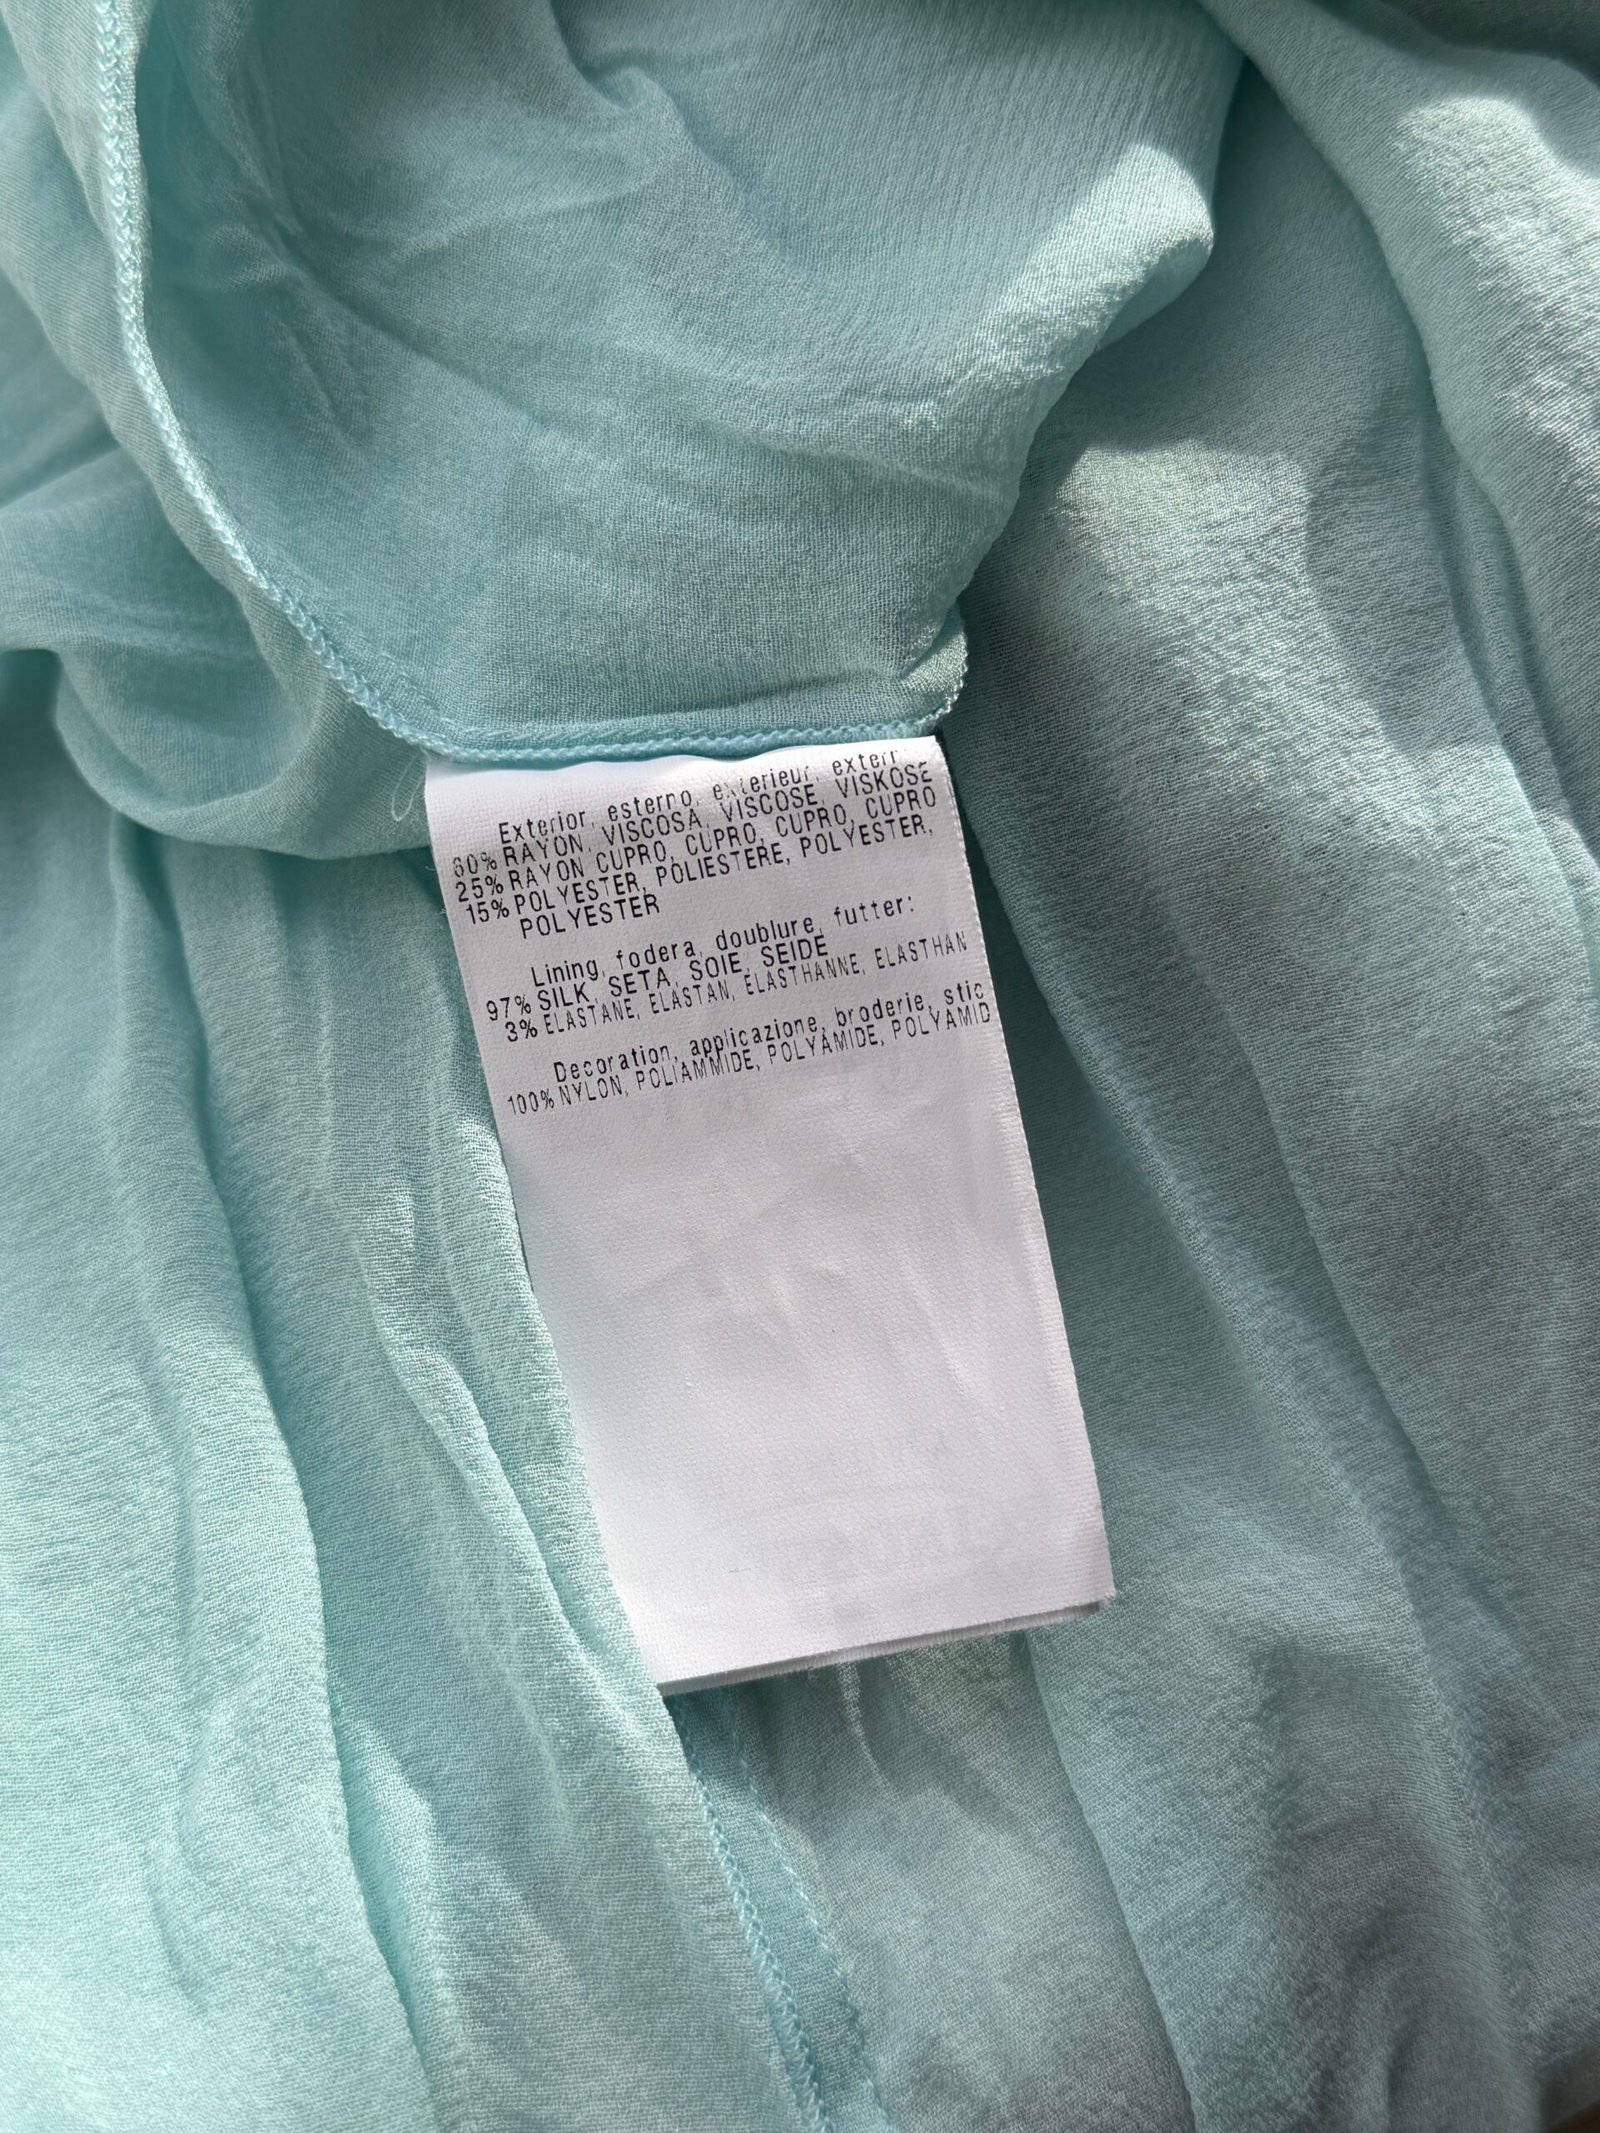 Exterior, esterno, exterieur, extern
60% RAYON, VISCOSA, VISCOSE, VISKOSE
25% RAYON CUPRO, CUPRO, CUPRO, CUPRO
15% POLYESTER, POLIESTERE, POLYESTER,
POLYESTER
Lining, fodera, doublure, futter:
97% SILK, SETA, SOIE, SEIDE
3% ELASTANE, ELASTAN, ELASTHANNE, ELASTHAN
Decoration, applicazione, broderie, stic
100% NYLON, POLIAMMIDE, POLYAMIDE, POLYAMID